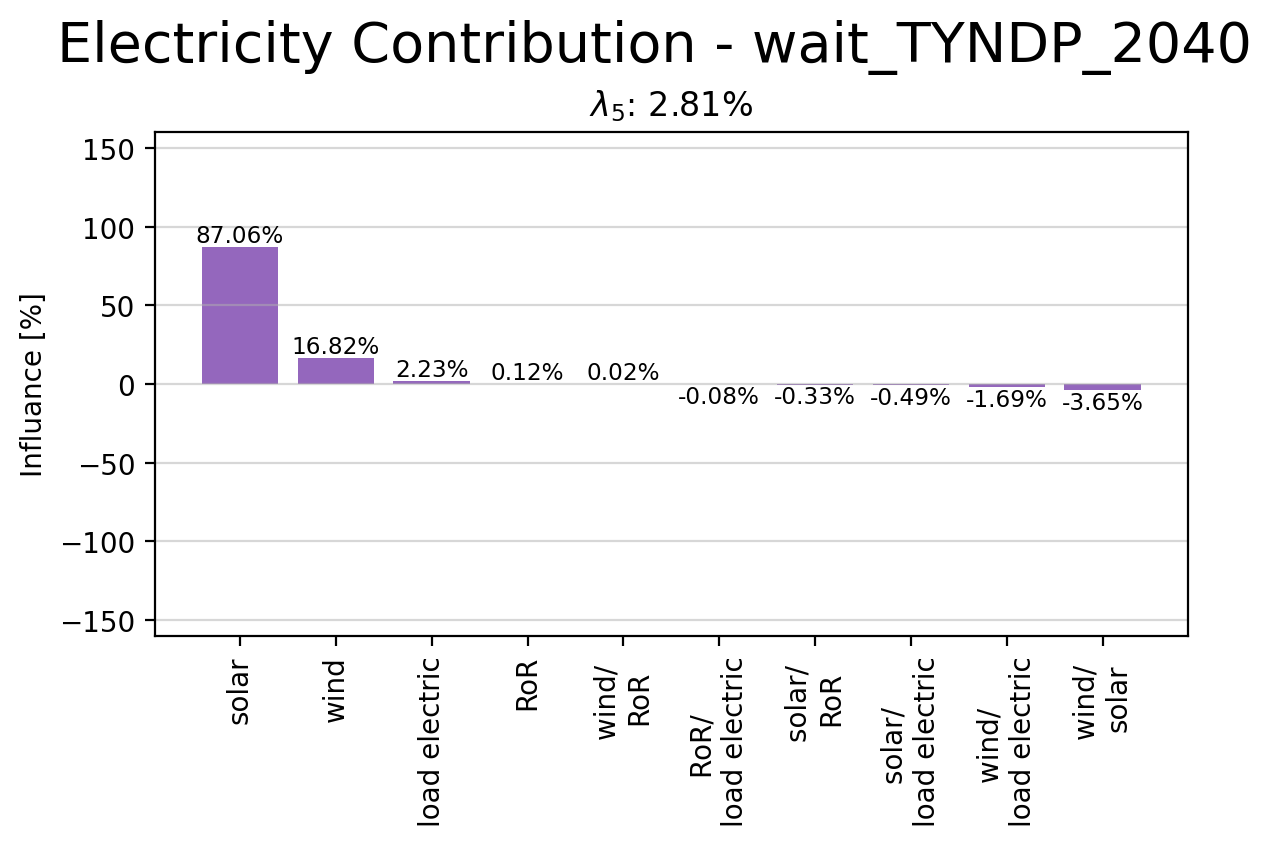 Electricity Contribution - wait_TYNDP_2040
λ5: 2.81%
Influance [%]
150
100
50
0
−50
−100
−150
87.06%
16.82%
2.23%
0.12%
0.02%
-0.08%
-0.33%
-0.49%
-1.69%
-3.65%
solar
wind
load electric
RoR
wind/
RoR
RoR/
load electric
solar/
RoR
solar/
load electric
wind/
load electric
wind/
solar